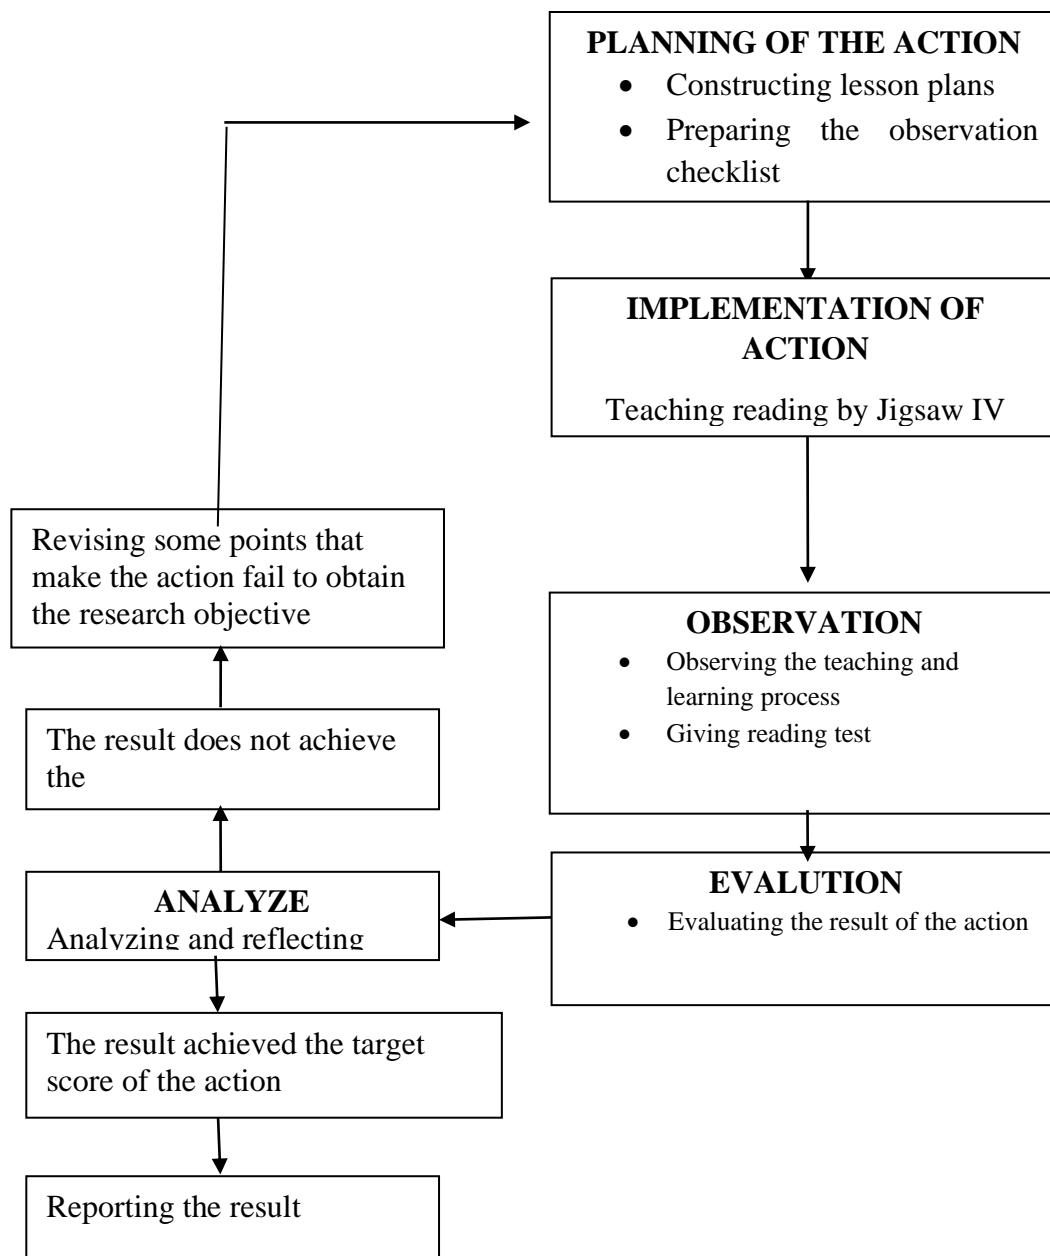 PLANNING OF THE ACTION
• Constructing lesson plans
• Preparing the observation
checklist
IMPLEMENTATION OF
ACTION
Teaching reading by Jigsaw IV
Revising some points that
make the action fail to obtain
the research objective
OBSERVATION
• Observing the teaching and
learning process
• Giving reading test
The result does not achieve
the
EVALUTION
• Evaluating the result of the action
ANALYZE
Analyzing and reflecting
The result achieved the target
score of the action
Reporting the result